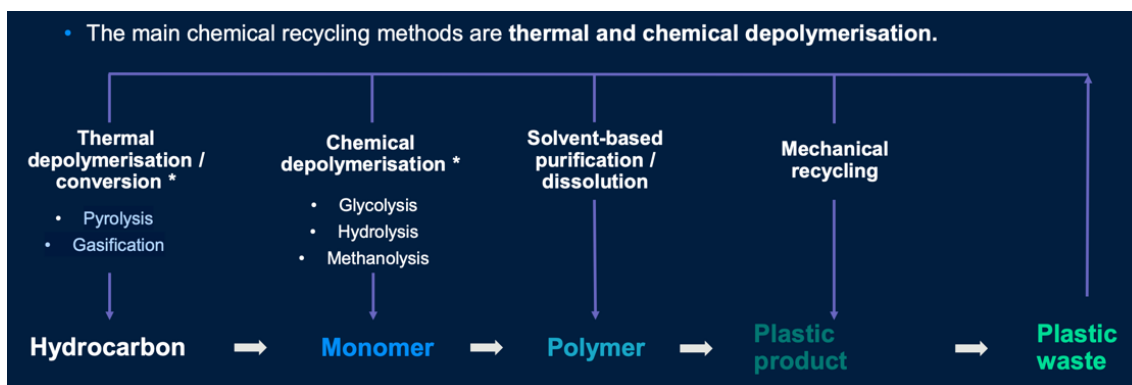 • The main chemical recycling methods are thermal and chemical depolymerisation.
Thermal
depolymerisation /
conversion *
• Pyrolysis
• Gasification
Chemical
depolymerisation *
• Glycolysis
• Hydrolysis
• Methanolysis
Solvent-based
purification /
dissolution
Mechanical
recycling
Hydrocarbon
Monomer
Polymer
Plastic
product
Plastic
waste